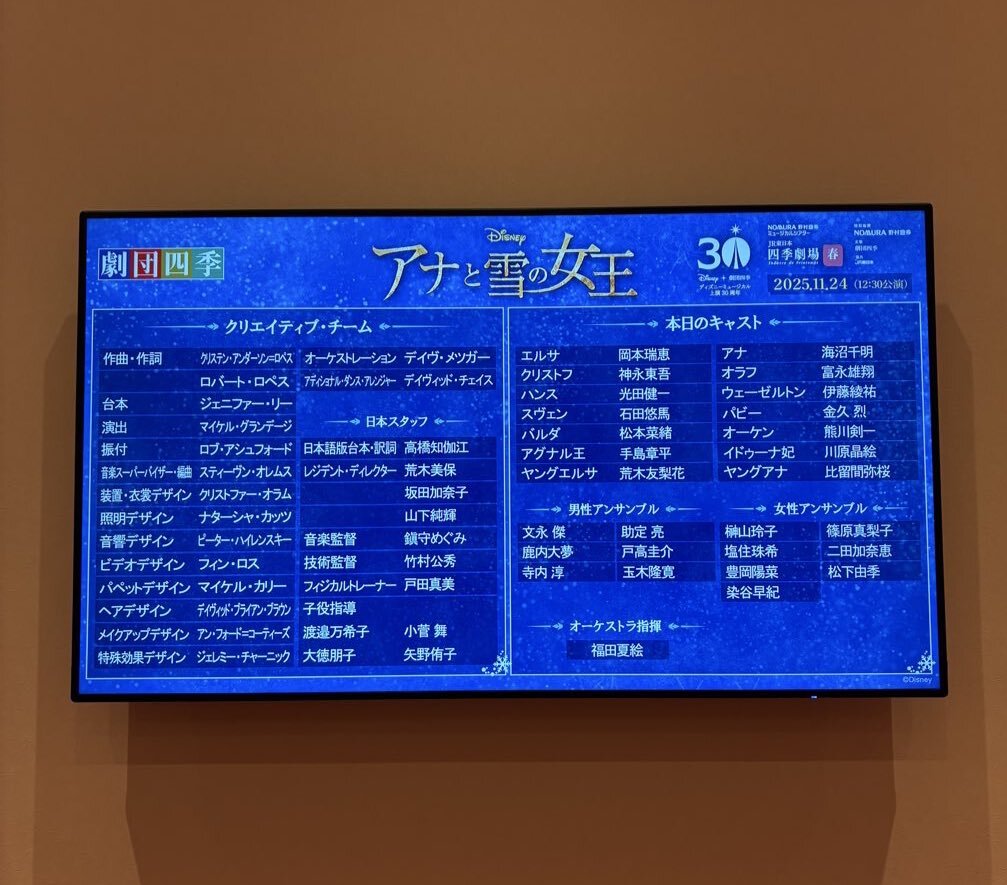 劇団四季
Disney
アナと雪の女王
30
Disney + 劇団四季
ディズニーミュージカル
上演30周年
NOMURA 野村證券
ミュージカルシアター
JR東日本
四季劇場 春
NOMURA 野村證券
劇団四季
2025.11.24 (12:30公演)
クリエイティブ・チーム
作曲・作詞 クリステン・アンダーソン=ロペス
ロバート・ロペス
台本 ジェニファー・リー
演出 マイケル・グランデージ
振付 ロブ・アシュフォード
音楽スーパーバイザー・編曲 スティーヴン・オレムス
装置・衣裳デザイン クリストファー・オラム
照明デザイン ナターシャ・カッツ
音響デザイン ピーター・ハイレンスキー
ビデオデザイン フィン・ロス
パペットデザイン マイケル・カリー
ヘアデザイン デイヴィッド・ブライアン・ブラウン
メイクアップデザイン アン・フォード=コーティーズ
特殊効果デザイン ジェレミー・チャーニック
オーケストレーション デイヴ・メツガー
アディショナル・ダンス・アレンジャー デイヴィッド・チェイス
日本スタッフ
日本語版台本・訳詞 高橋知伽江
レジデント・ディレクター 荒木美保
坂田加奈子
山下純輝
音楽監督 鎮守めぐみ
技術監督 竹村公秀
フィジカルトレーナー 戸田真美
子役指導
渡邉万希子 小菅 舞
大徳朋子 矢野侑子
本日のキャスト
エルサ 岡本瑞恵
クリストフ 神永東吾
ハンス 光田健一
スヴェン 石田悠馬
バルダ 松本菜緒
アグナル王 手島章平
ヤングエルサ 荒木友梨花
アナ 海沼千明
オラフ 富永雄翔
ウェーゼルトン 伊藤綾祐
パビー 金久 烈
オーケン 熊川剣一
イドゥーナ妃 川原晶絵
ヤングアナ 比留間弥桜
男性アンサンブル
文永 傑 助定 亮
鹿内大夢 戸高圭介
寺内 淳 玉木隆寛
女性アンサンブル
榊山玲子 篠原真梨子
塩住珠希 二田加奈恵
豊岡陽菜 松下由季
染谷早紀
オーケストラ指揮
福田夏絵
©Disney